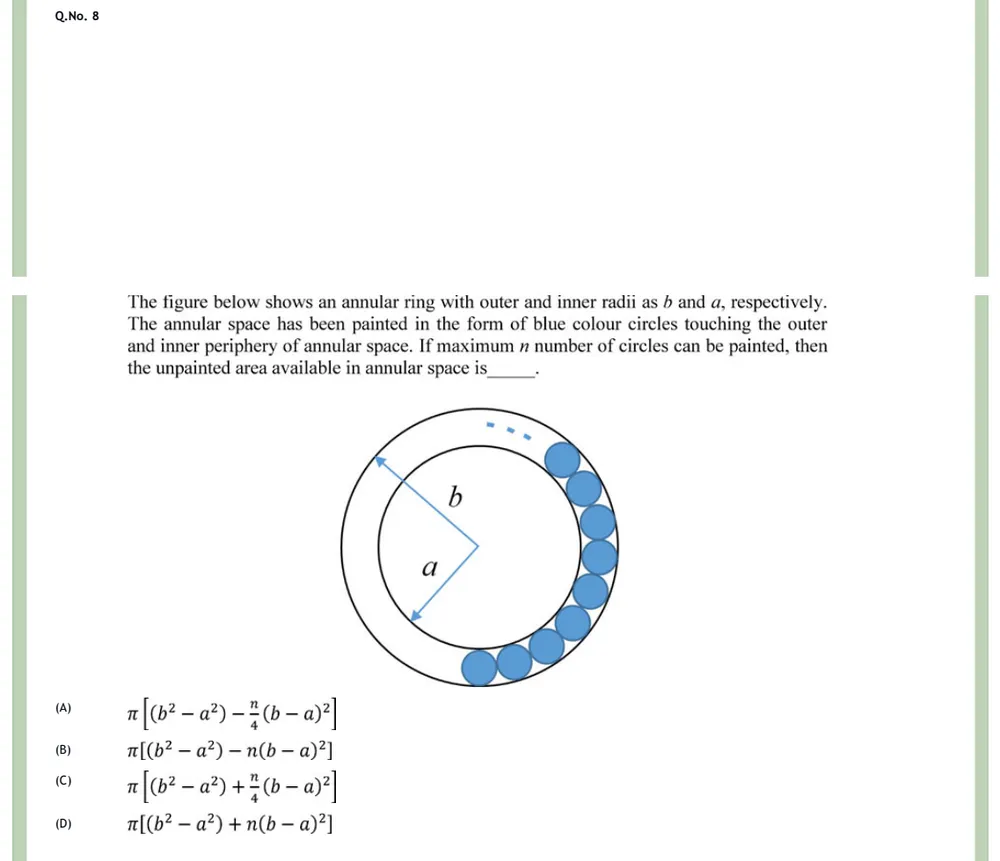 Q.No. 8
The figure below shows an annular ring with outer and inner radii as b and a, respectively.
The annular space has been painted in the form of blue colour circles touching the outer
and inner periphery of annular space. If maximum n number of circles can be painted, then
the unpainted area available in annular space is_____.
b
a
(A) π[(b² − a²) − n/4 (b − a)²]
(B) π[(b² − a²) − n(b − a)²]
(C) π[(b² − a²) + n/4 (b − a)²]
(D) π[(b² − a²) + n(b − a)²]